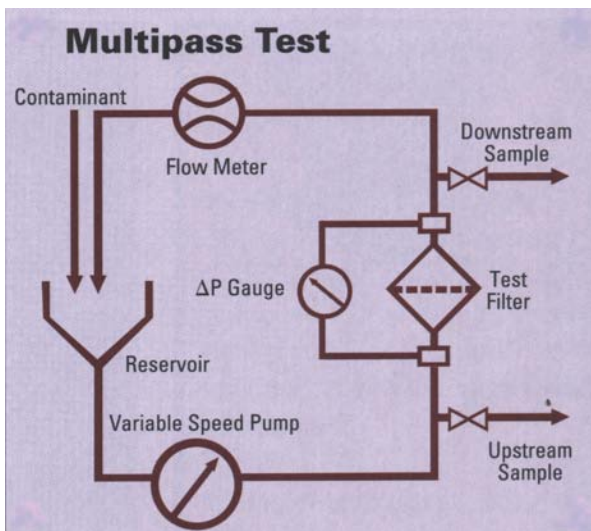 Multipass Test
Contaminant
Flow Meter
Downstream
Sample
ΔP Gauge
Test
Filter
Reservoir
Variable Speed Pump
Upstream
Sample